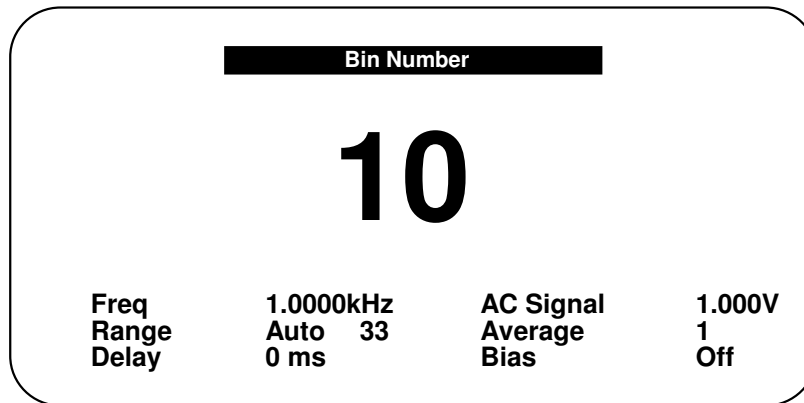 Bin Number
10
Freq 1.0000kHz AC Signal 1.000V
Range Auto 33 Average 1
Delay 0 ms Bias Off